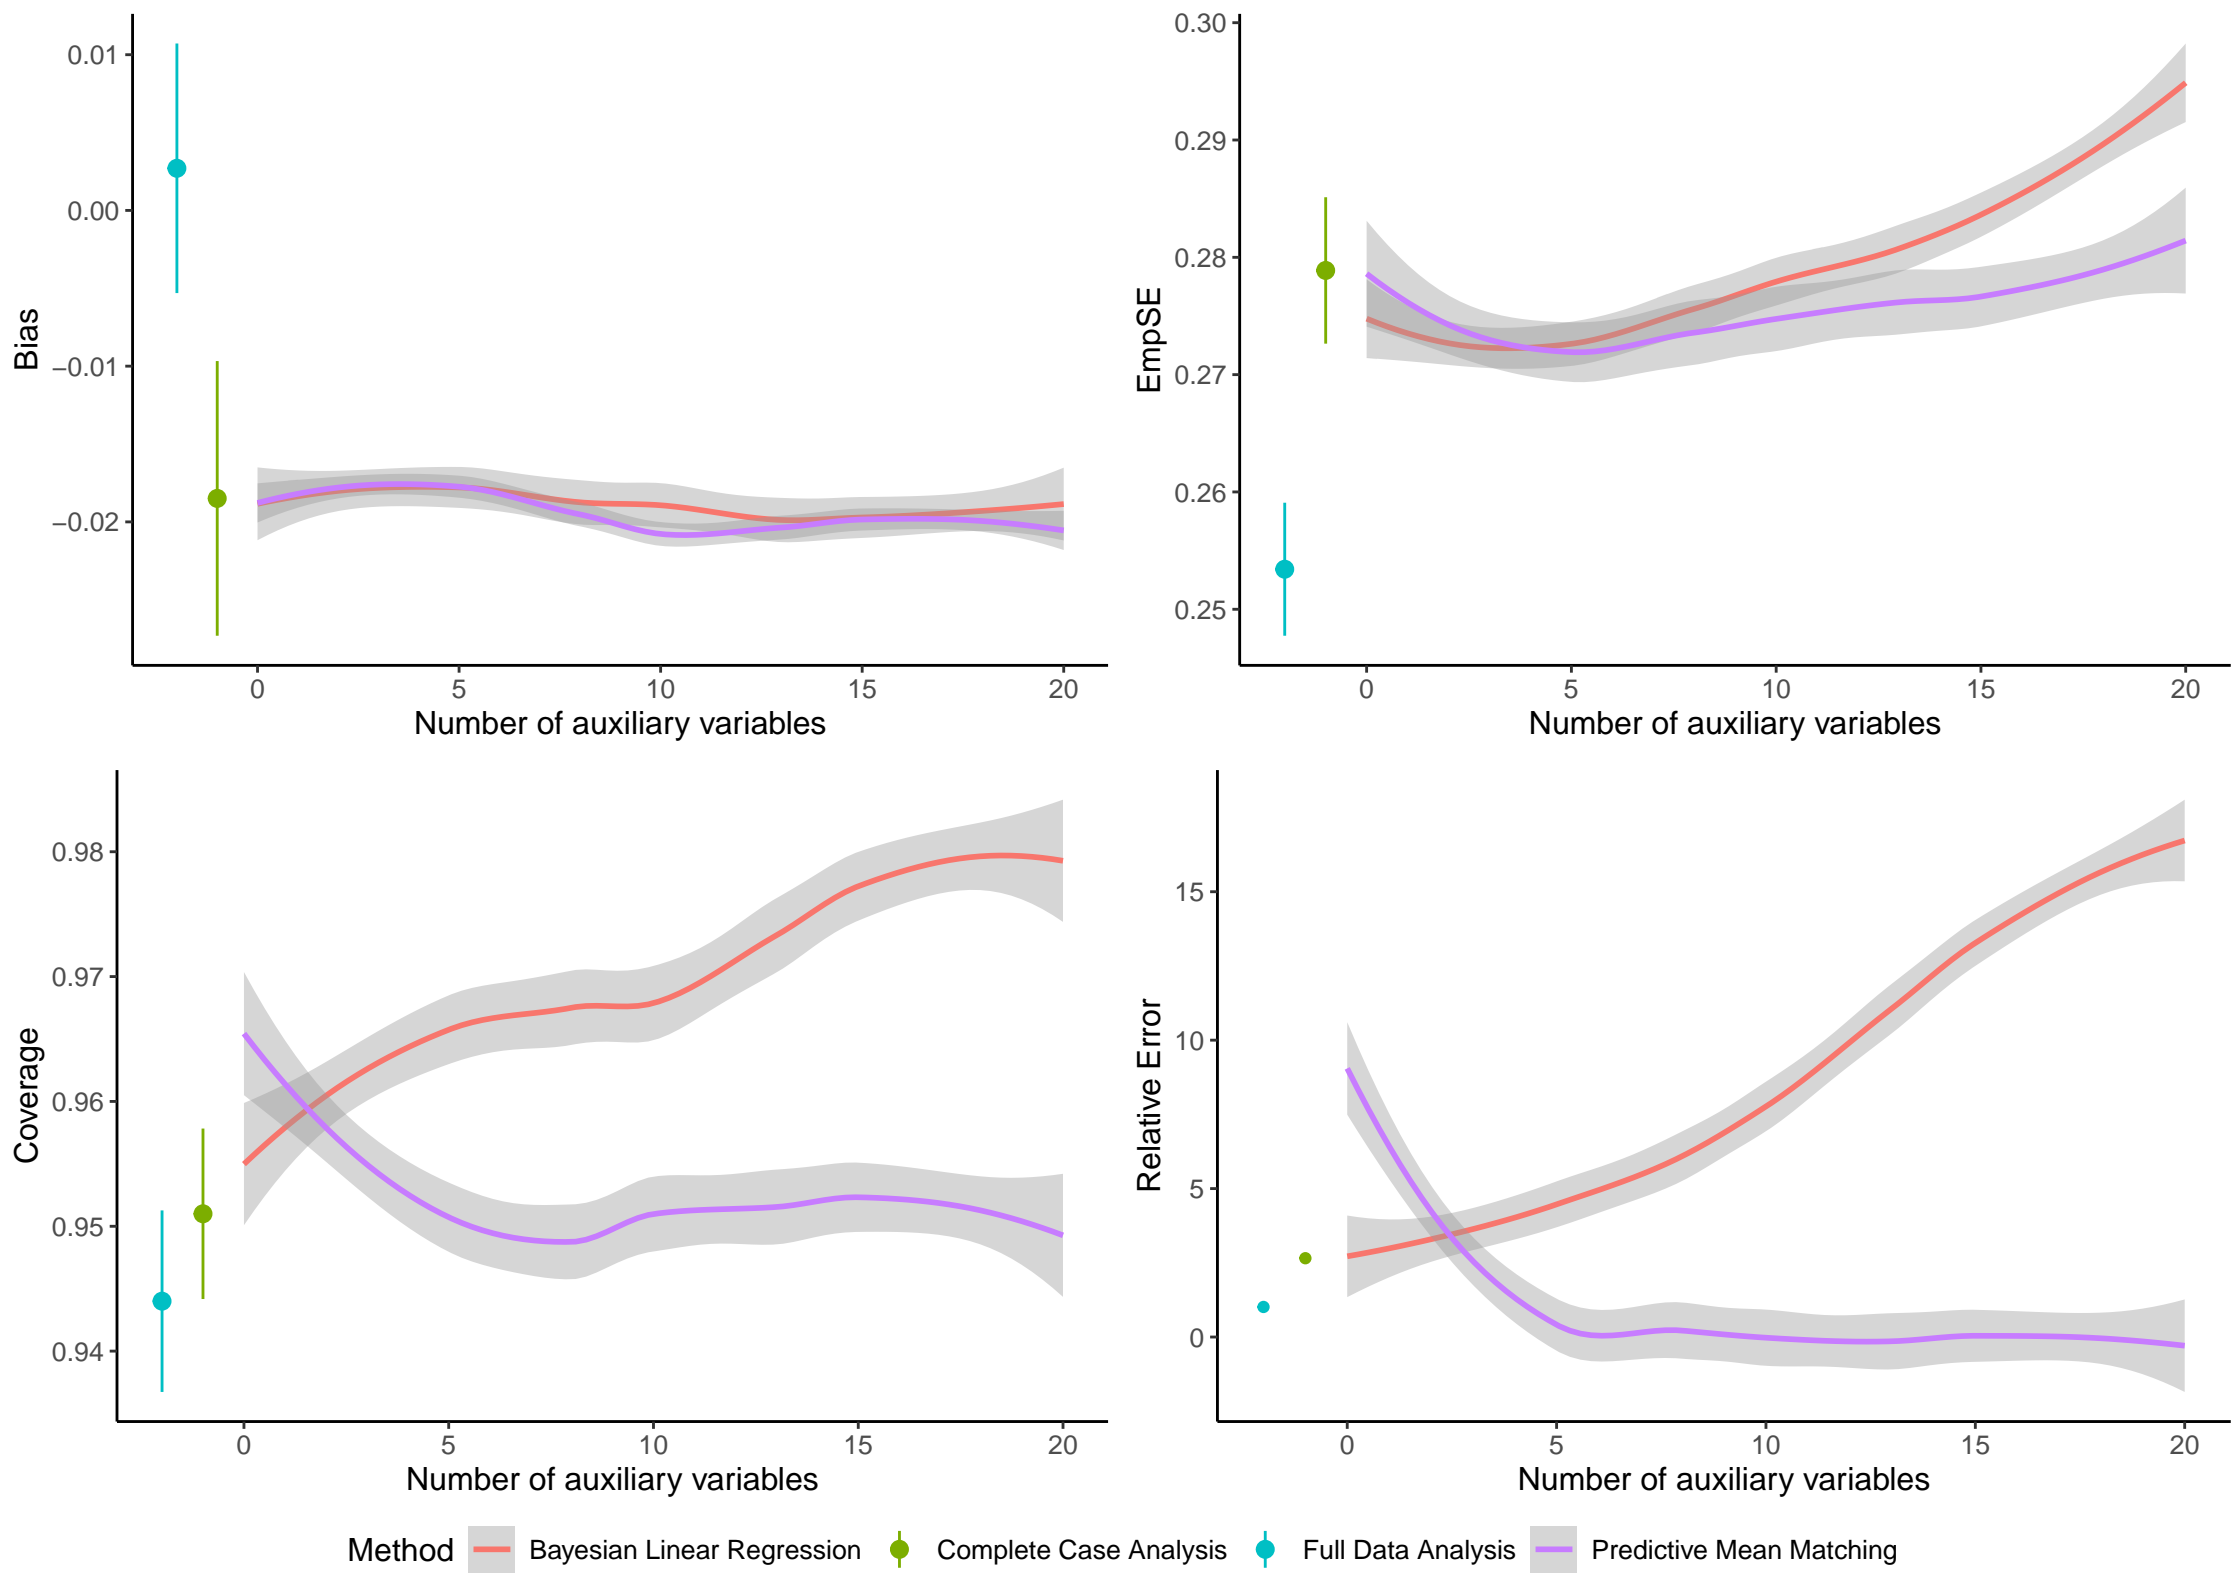 0.01
0.00
−0.01
−0.02
Bias
0 5 10 15 20
Number of auxiliary variables
0.30
0.29
0.28
0.27
0.26
0.25
EmpSE
0 5 10 15 20
Number of auxiliary variables
0.98
0.97
0.96
0.95
0.94
Coverage
0 5 10 15 20
Number of auxiliary variables
15
10
5
0
Relative Error
0 5 10 15 20
Number of auxiliary variables
Method Bayesian Linear Regression Complete Case Analysis Full Data Analysis Predictive Mean Matching